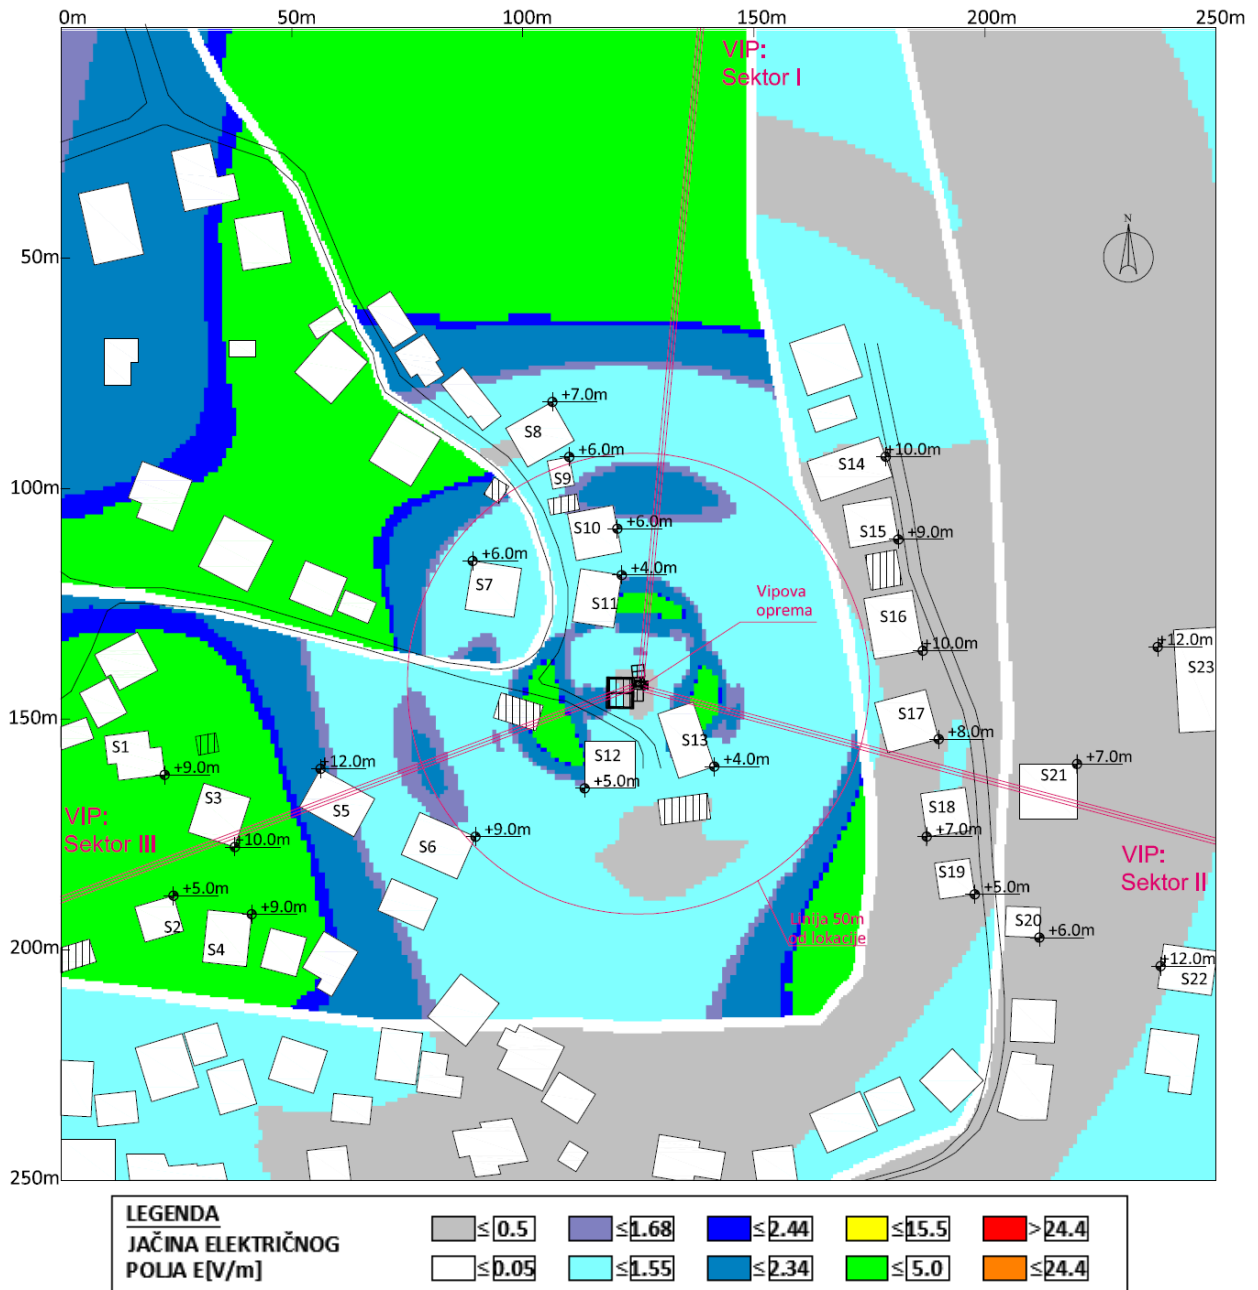 0m 50m 100m 150m 200m 250m
VIP:
Sektor I
N
50m
+7.0m
S8
+6.0m
S9
+10.0m
S14
100m
S10
+6.0m
S15
+9.0m
+6.0m
S7
+4.0m
S11
Vipova
oprema
S16
+10.0m
+12.0m
S23
150m
S1
+9.0m
S12
S13
+4.0m
+5.0m
S17
+8.0m
+7.0m
S21
+12.0m
S5
S3
VIP:
Sektor III
+10.0m
+9.0m
S6
S18
+7.0m
VIP:
Sektor II
S19
+5.0m
+5.0m
S2
+9.0m
S4
Linija 50m
od lokacije
S20
+6.0m
200m
+12.0m
S22
250m
LEGENDA
JAČINA ELEKTRIČNOG
POLJA E[V/m]
≤ 0.5 ≤1.68 ≤2.44 ≤15.5 >24.4
≤0.05 ≤1.55 ≤2.34 ≤ 5.0 ≤24.4